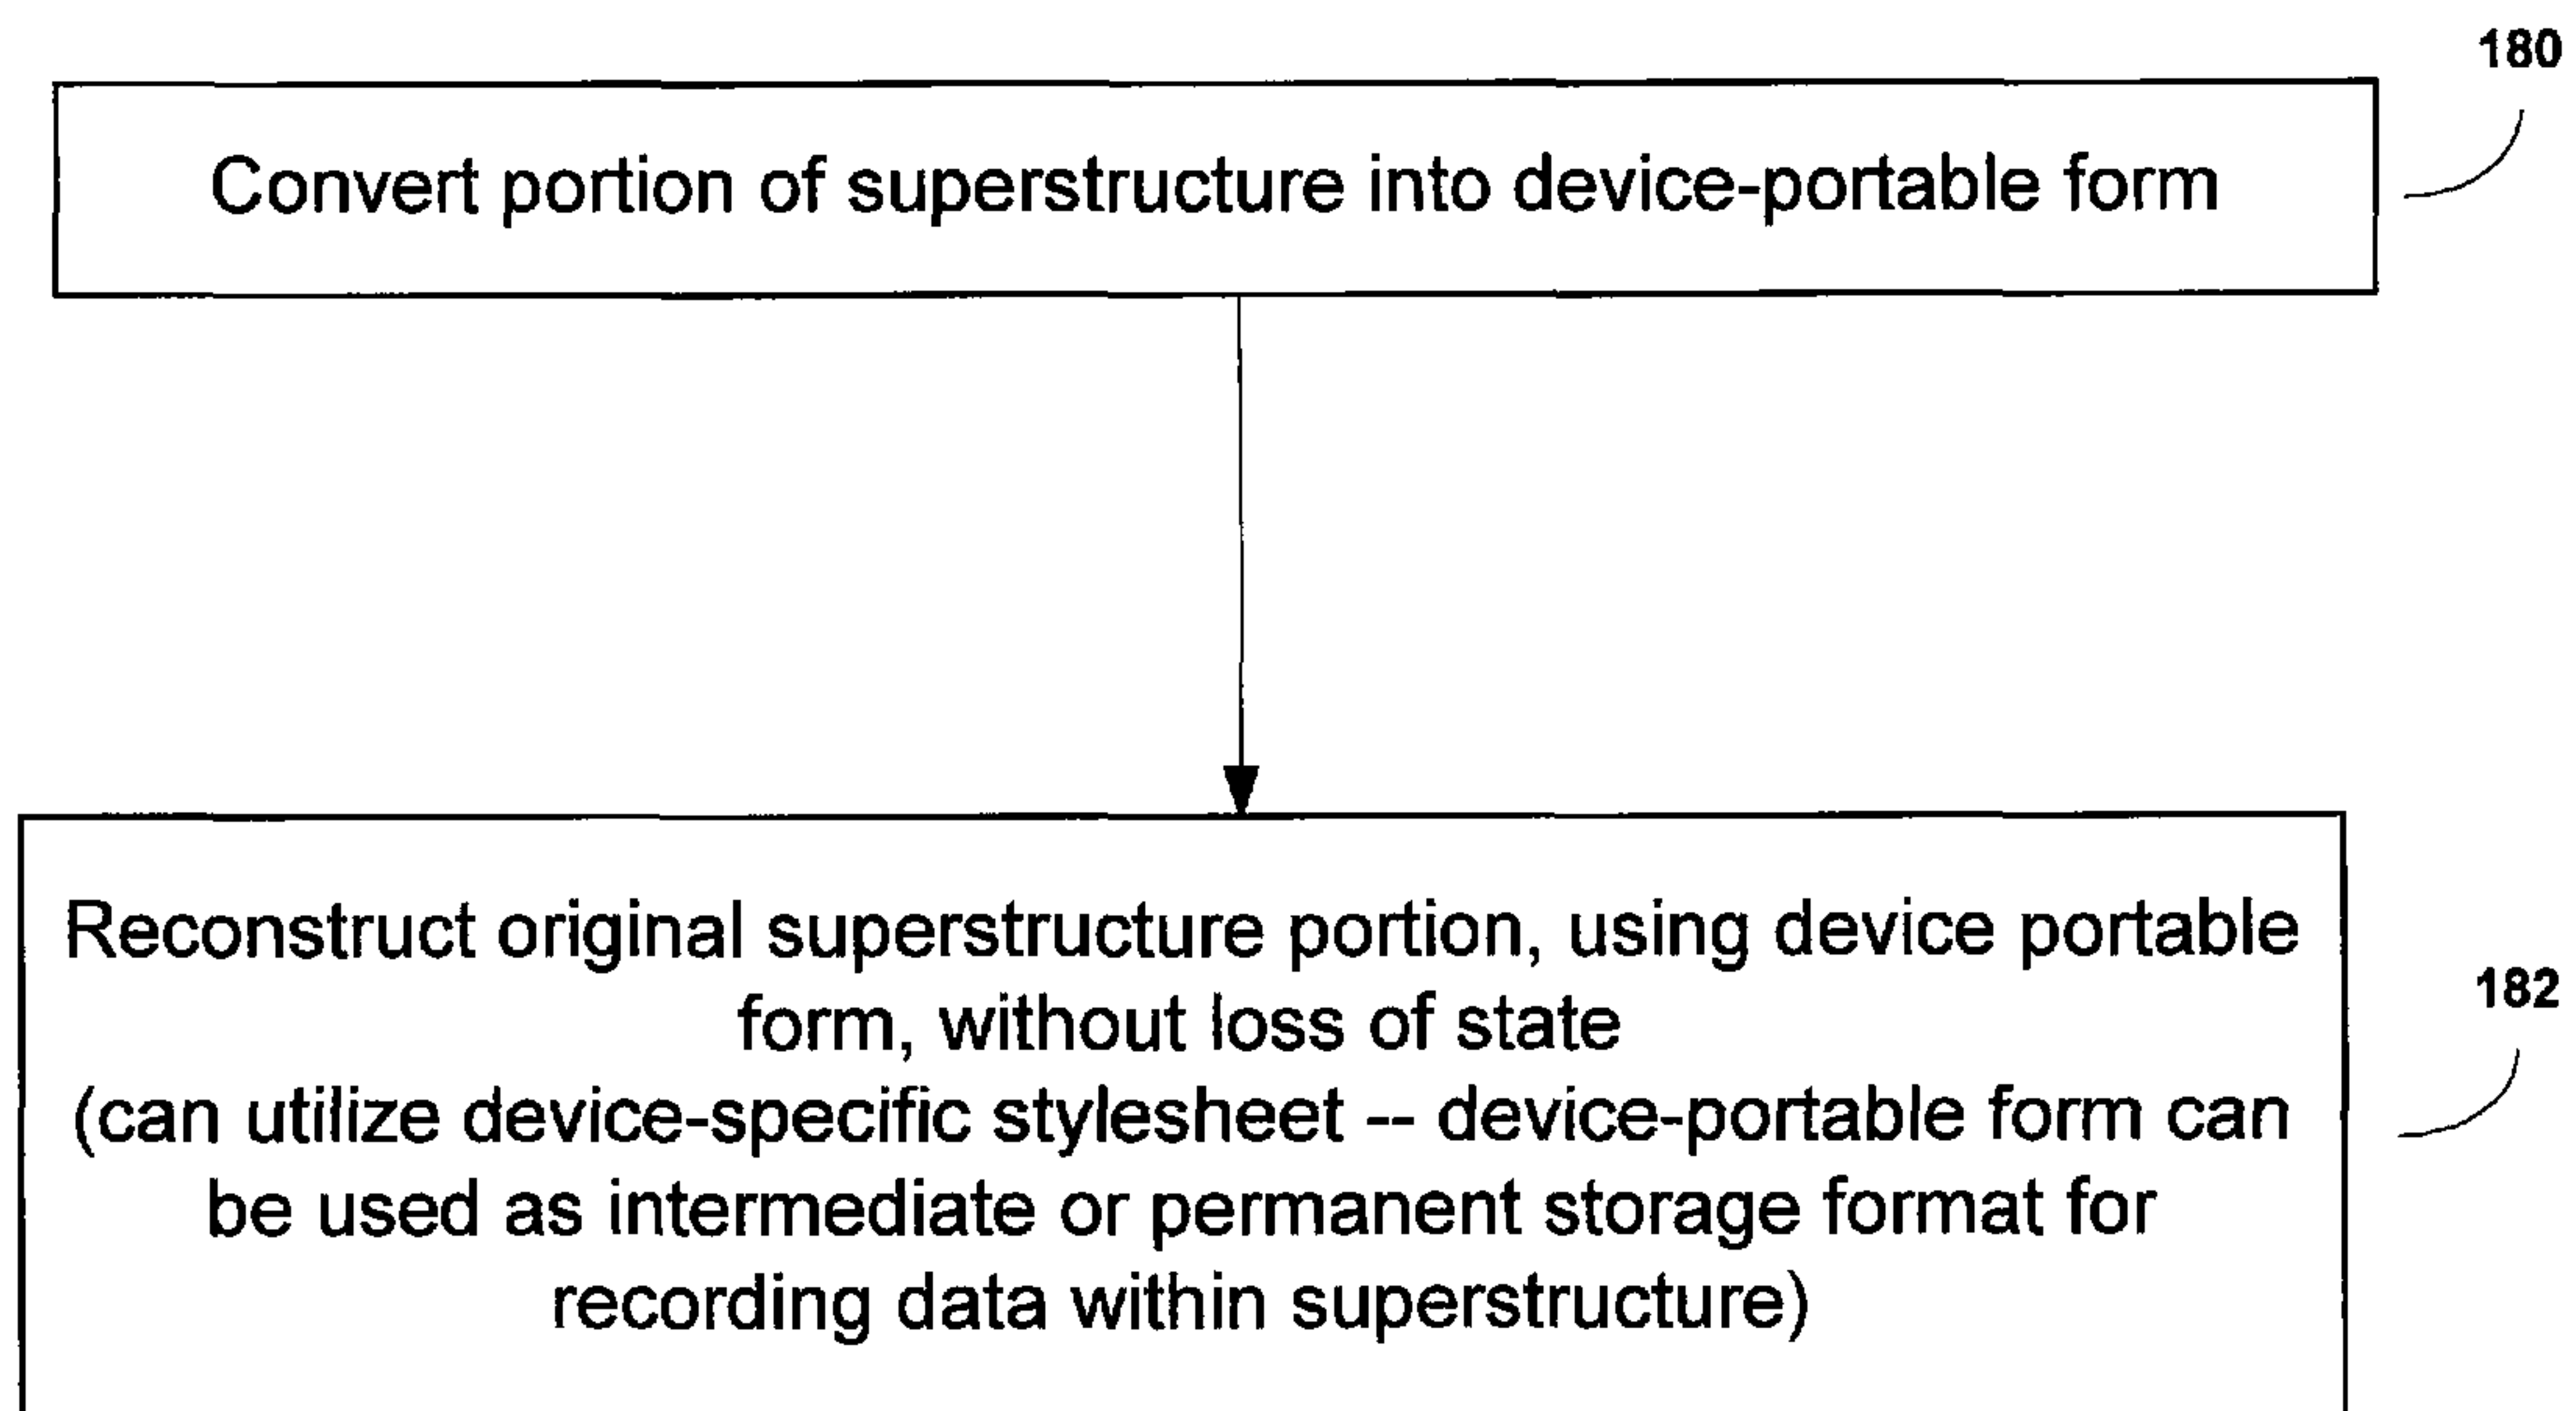 180
Convert portion of superstructure into device-portable form
Reconstruct original superstructure portion, using device portable
form, without loss of state
182
(can utilize device-specific stylesheet -- device-portable form can
be used as intermediate or permanent storage format for
recording data within superstructure)